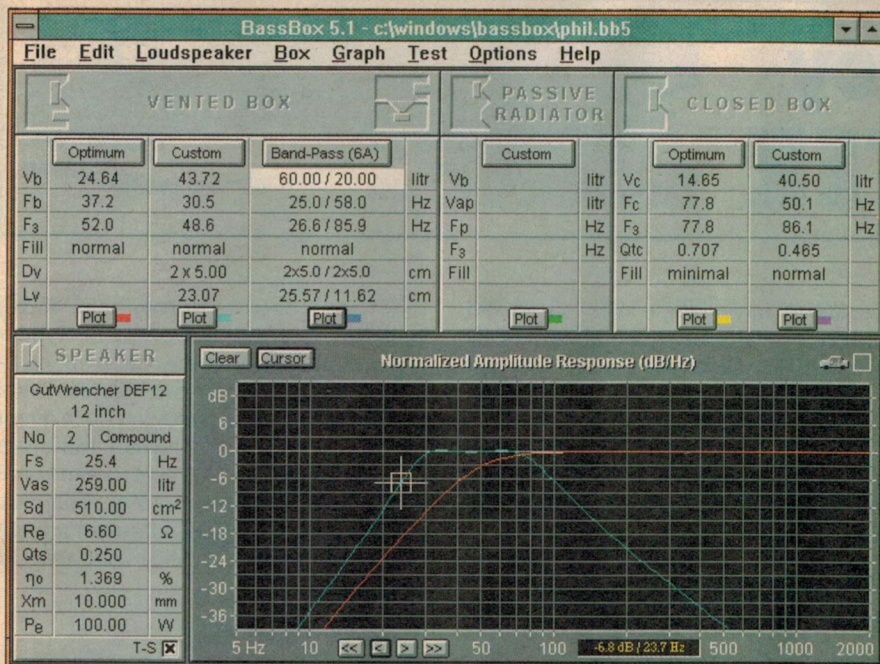 BassBox 5.1 - c:\windows\bassbox\phil.bb5
File Edit Loudspeaker Box Graph Test Options Help
VENTED BOX
PASSIVE RADIATOR
CLOSED BOX
Optimum Custom Band-Pass (6A) Custom Optimum Custom
Vb 24.64 43.72 60.00 / 20.00 litr Vb litr Vc 14.65 40.50 litr
Fb 37.2 30.5 25.0 / 58.0 Hz Vap litr Fc 77.8 50.1 Hz
F3 52.0 48.6 26.6 / 85.9 Hz Fp Hz F3 77.8 86.1 Hz
Fill normal normal normal F3 Hz Qtc 0.707 0.465
Dv 2 x 5.00 2x5.0 / 2x5.0 cm Fill Fill minimal normal
Lv 23.07 25.57 / 11.62 cm
Plot Plot Plot Plot Plot Plot
SPEAKER
GutWrencher DEF12
12 inch
No 2 Compound
Fs 25.4 Hz
Vas 259.00 litr
Sd 510.00 cm2
Re 6.60 Ω
Qts 0.250
ηo 1.369 %
Xm 10.000 mm
Pe 100.00 W
T-S
Clear Cursor Normalized Amplitude Response (dB/Hz)
dB
6
0
-6
-12
-18
-24
-30
-36
5 Hz 10 << < > >> 50 100 -6.8 dB / 23.7 Hz 500 1000 2000